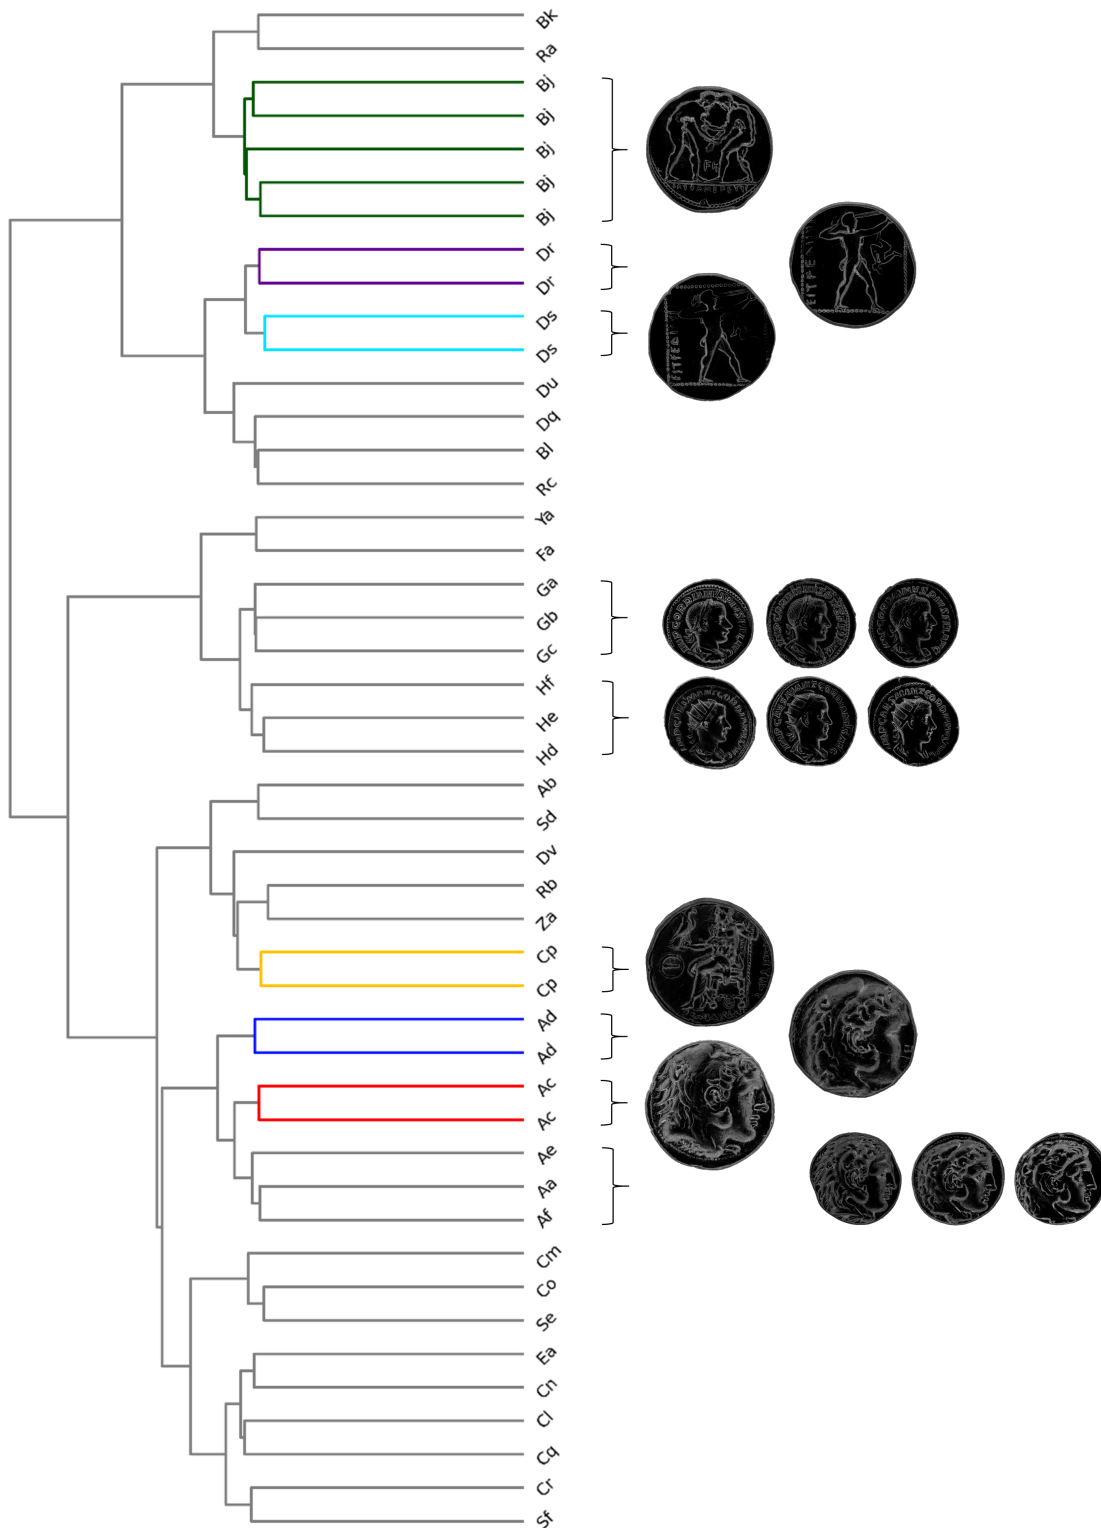 Bk
Ra
Bj
Bj
Bj
Bj
Bj
Dr
Dr
Ds
Ds
Du
Dq
Bl
Rc
Ya
Fa
Ga
Gb
Gc
Hf
He
Hd
Ab
Sd
Dv
Rb
Za
Cp
Cp
Ad
Ad
Ac
Ac
Ae
Aa
Af
Cm
Co
Se
Ea
Cn
Cl
Cq
Cr
Sf